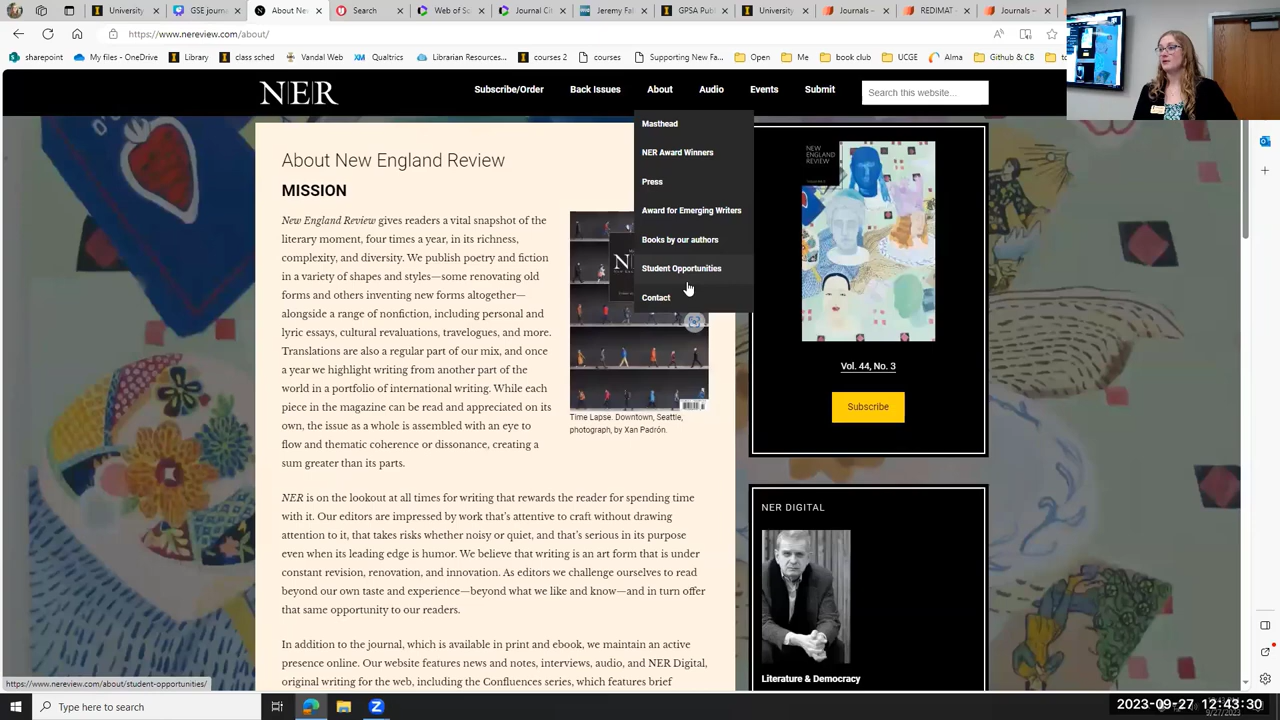 University
GSE journa
About New
Search
Web of Sc
Journal Cit
Jeremy Fal
GPSA Pub
University
Journals –
REDIMAT -
Journals –
https://www.nereview.com/about/
sharepoint
My files - OneDrive
Library
class sched
Vandal Web
Qualtrics
Librarian Resources...
courses 2
courses
Supporting New Fa...
Open
Me
book club
UCGE
Alma
Github & CB
NER
Subscribe/Order
Back Issues
About
Audio
Events
Submit
Search this website...
Masthead
NER Award Winners
Press
Award for Emerging Writers
Books by our authors
Student Opportunities
Contact
About New England Review
MISSION
New England Review gives readers a vital snapshot of the
literary moment, four times a year, in its richness,
complexity, and diversity. We publish poetry and fiction
in a variety of shapes and styles—some renovating old
forms and others inventing new forms altogether—
alongside a range of nonfiction, including personal and
lyric essays, cultural revaluations, travelogues, and more.
Translations are also a regular part of our mix, and once
a year we highlight writing from another part of the
world in a portfolio of international writing. While each
piece in the magazine can be read and appreciated on its
own, the issue as a whole is assembled with an eye to
flow and thematic coherence or dissonance, creating a
sum greater than its parts.
Time Lapse. Downtown, Seattle,
photograph, by Xan Padrón.
NER is on the lookout at all times for writing that rewards the reader for spending time
with it. Our editors are impressed by work that's attentive to craft without drawing
attention to it, that takes risks whether noisy or quiet, and that's serious in its purpose
even when its leading edge is humor. We believe that writing is an art form that is under
constant revision, renovation, and innovation. As editors we challenge ourselves to read
beyond our own taste and experience—beyond what we like and know—and in turn offer
that same opportunity to our readers.
In addition to the journal, which is available in print and ebook, we maintain an active
presence online. Our website features news and notes, interviews, audio, and NER Digital,
original writing for the web, including the Confluences series, which features brief
NEW
ENGLAND
REVIEW
Vol. 44, No. 3
Subscribe
NER DIGITAL
Literature & Democracy
https://www.nereview.com/about/student-opportunities/
Type here to search
2023-09-27 12:43:30